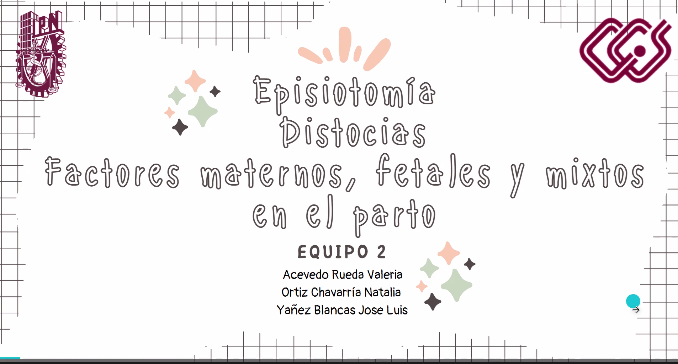 IPN
Episiotomía
Distocias
Factores maternos, fetales y mixtos
en el parto
EQUIPO 2
Acevedo Rueda Valeria
Ortiz Chavarría Natalia
Yañez Blancas Jose Luis